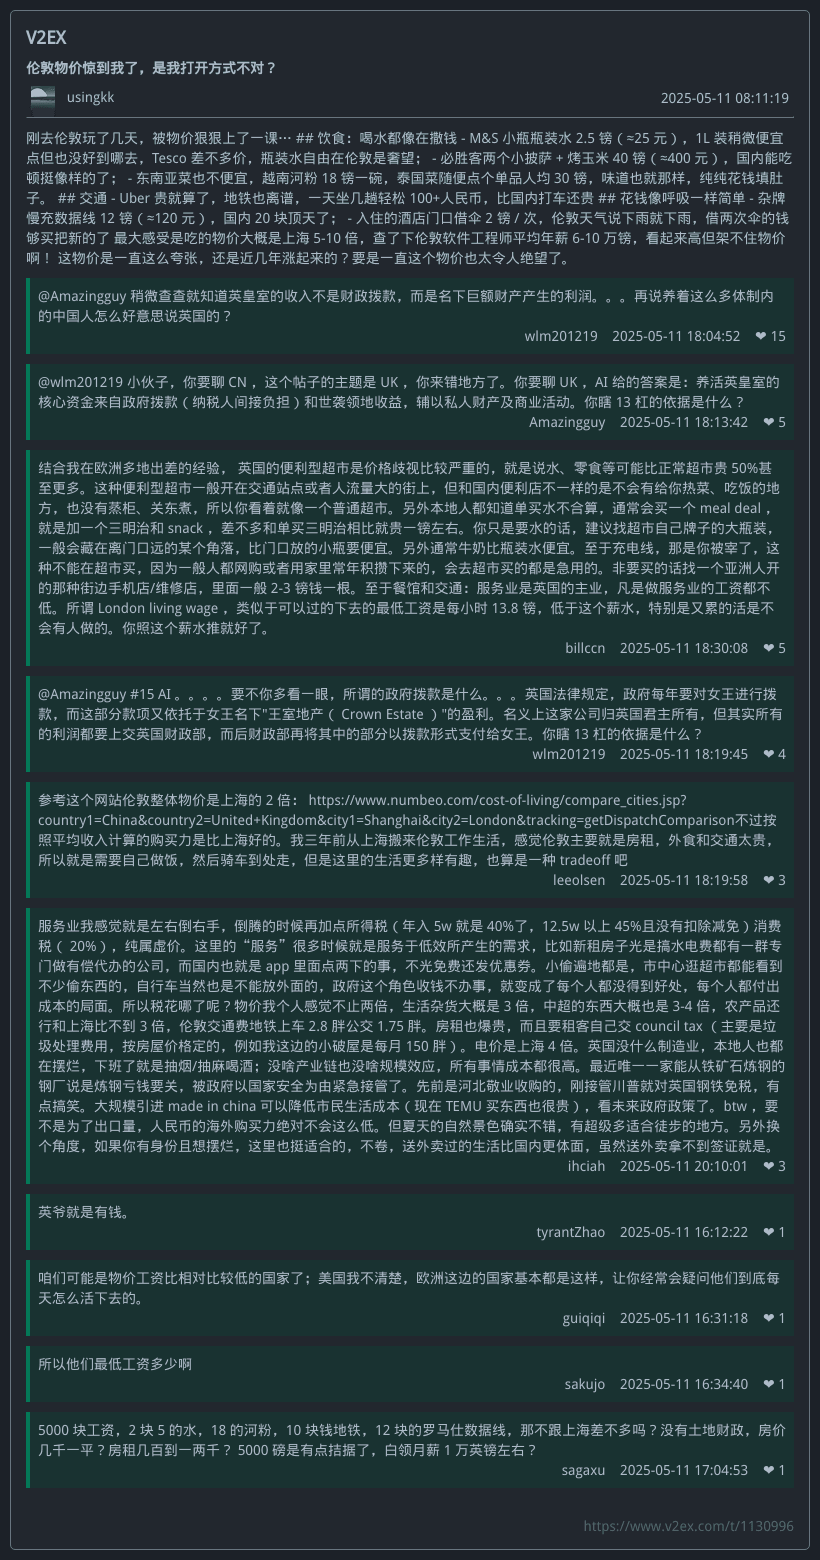 V2EX
伦敦物价惊到我了，是我打开方式不对？
usingkk 2025-05-11 08:11:19
刚去伦敦玩了几天，被物价狠狠上了一课… ## 饮食：喝水都像在撒钱 - M&S 小瓶瓶装水 2.5 镑（≈25 元），1L 装稍微便宜
点但也没好到哪去，Tesco 差不多价，瓶装水自由在伦敦是奢望； - 必胜客两个小披萨 + 烤玉米 40 镑（≈400 元），国内能吃
顿挺像样的了； - 东南亚菜也不便宜，越南河粉 18 镑一碗，泰国菜随便点个单品人均 30 镑，味道也就那样，纯纯花钱填肚
子。 ## 交通 - Uber 贵就算了，地铁也离谱，一天坐几趟轻松 100+人民币，比国内打车还贵 ## 花钱像呼吸一样简单 - 杂牌
慢充数据线 12 镑（≈120 元），国内 20 块顶天了； - 入住的酒店门口借伞 2 镑 / 次，伦敦天气说下雨就下雨，借两次伞的钱
够买把新的了 最大感受是吃的物价大概是上海 5-10 倍，查了下伦敦软件工程师平均年薪 6-10 万镑，看起来高但架不住物价
啊！ 这物价是一直这么夸张，还是近几年涨起来的？要是一直这个物价也太令人绝望了。
@Amazingguy 稍微查查就知道英皇室的收入不是财政拨款，而是名下巨额财产产生的利润。。。再说养着这么多体制内
的中国人怎么好意思说英国的？
wlm201219 2025-05-11 18:04:52 ❤ 15
@wlm201219 小伙子，你要聊 CN ，这个帖子的主题是 UK ，你来错地方了。你要聊 UK ，AI 给的答案是：养活英皇室的
核心资金来自政府拨款（纳税人间接负担）和世袭领地收益，辅以私人财产及商业活动。你瞎 13 杠的依据是什么？
Amazingguy 2025-05-11 18:13:42 ❤ 5
结合我在欧洲多地出差的经验， 英国的便利型超市是价格歧视比较严重的，就是说水、零食等可能比正常超市贵 50%甚
至更多。这种便利型超市一般开在交通站点或者人流量大的街上，但和国内便利店不一样的是不会有给你热菜、吃饭的地
方，也没有蒸柜、关东煮，所以你看着就像一个普通超市。另外本地人都知道单买水不合算，通常会买一个 meal deal ，
就是加一个三明治和 snack ，差不多和单买三明治相比就贵一镑左右。你只是要水的话，建议找超市自己牌子的大瓶装，
一般会藏在离门口远的某个角落，比门口放的小瓶要便宜。另外通常牛奶比瓶装水便宜。至于充电线，那是你被宰了，这
种不能在超市买，因为一般人都网购或者用家里常年积攒下来的，会去超市买的都是急用的。非要买的话找一个亚洲人开
的那种街边手机店/维修店，里面一般 2-3 镑钱一根。至于餐馆和交通：服务业是英国的主业，凡是做服务业的工资都不
低。所谓 London living wage ，类似于可以过的下去的最低工资是每小时 13.8 镑，低于这个薪水，特别是又累的活是不
会有人做的。你照这个薪水推就好了。
billccn 2025-05-11 18:30:08 ❤ 5
@Amazingguy #15 AI 。。。。要不你多看一眼，所谓的政府拨款是什么。。。英国法律规定，政府每年要对女王进行拨
款，而这部分款项又依托于女王名下"王室地产（ Crown Estate ）"的盈利。名义上这家公司归英国君主所有，但其实所有
的利润都要上交英国财政部，而后财政部再将其中的部分以拨款形式支付给女王。你瞎 13 杠的依据是什么？
wlm201219 2025-05-11 18:19:45 ❤ 4
参考这个网站伦敦整体物价是上海的 2 倍： https://www.numbeo.com/cost-of-living/compare_cities.jsp?
country1=China&country2=United+Kingdom&city1=Shanghai&city2=London&tracking=getDispatchComparison不过按
照平均收入计算的购买力是比上海好的。我三年前从上海搬来伦敦工作生活，感觉伦敦主要就是房租，外食和交通太贵，
所以就是需要自己做饭，然后骑车到处走，但是这里的生活更多样有趣，也算是一种 tradeoff 吧
leeolsen 2025-05-11 18:19:58 ❤ 3
服务业我感觉就是左右倒右手，倒腾的时候再加点所得税（年入 5w 就是 40%了，12.5w 以上 45%且没有扣除减免）消费
税（ 20%），纯属虚价。这里的“服务”很多时候就是服务于低效所产生的需求，比如新租房子光是搞水电费都有一群专
门做有偿代办的公司，而国内也就是 app 里面点两下的事，不光免费还发优惠券。小偷遍地都是，市中心逛超市都能看到
不少偷东西的，自行车当然也是不能放外面的，政府这个角色收钱不办事，就变成了每个人都没得到好处，每个人都付出
成本的局面。所以税花哪了呢？物价我个人感觉不止两倍，生活杂货大概是 3 倍，中超的东西大概也是 3-4 倍，农产品还
行和上海比不到 3 倍，伦敦交通费地铁上车 2.8 胖公交 1.75 胖。房租也爆贵，而且要租客自己交 council tax （主要是垃
圾处理费用，按房屋价格定的，例如我这边的小破屋是每月 150 胖）。电价是上海 4 倍。英国没什么制造业，本地人也都
在摆烂，下班了就是抽烟/抽麻喝酒；没啥产业链也没啥规模效应，所有事情成本都很高。最近唯一一家能从铁矿石炼钢的
钢厂说是炼钢亏钱要关，被政府以国家安全为由紧急接管了。先前是河北敬业收购的，刚接管川普就对英国钢铁免税，有
点搞笑。大规模引进 made in china 可以降低市民生活成本（现在 TEMU 买东西也很贵），看未来政府政策了。btw ，要
不是为了出口量，人民币的海外购买力绝对不会这么低。但夏天的自然景色确实不错，有超级多适合徒步的地方。另外换
个角度，如果你有身份且想摆烂，这里也挺适合的，不卷，送外卖过的生活比国内更体面，虽然送外卖拿不到签证就是。
ihciah 2025-05-11 20:10:01 ❤ 3
英爷就是有钱。
tyrantZhao 2025-05-11 16:12:22 ❤ 1
咱们可能是物价工资比相对比较低的国家了；美国我不清楚，欧洲这边的国家基本都是这样，让你经常会疑问他们到底每
天怎么活下去的。
guiqiqi 2025-05-11 16:31:18 ❤ 1
所以他们最低工资多少啊
sakujo 2025-05-11 16:34:40 ❤ 1
5000 块工资，2 块 5 的水，18 的河粉，10 块钱地铁，12 块的罗马仕数据线，那不跟上海差不多吗？没有土地财政，房价
几千一平？房租几百到一两千？ 5000 磅是有点拮据了，白领月薪 1 万英镑左右？
sagaxu 2025-05-11 17:04:53 ❤ 1
https://www.v2ex.com/t/1130996